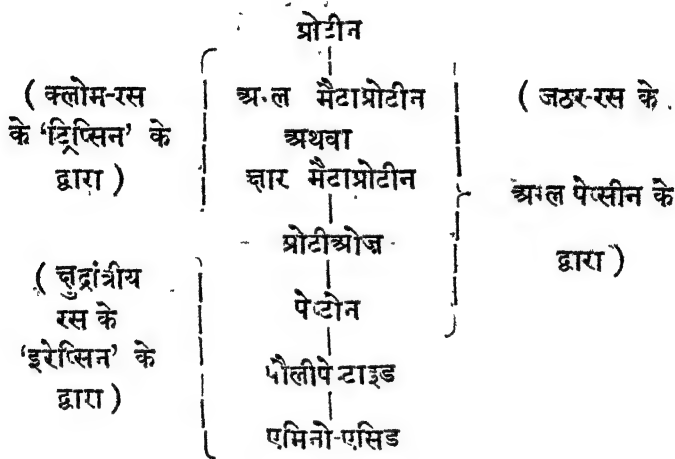 प्रोटीन
( क्लोम-रस
के ‘ट्रिप्सिन’ के
द्वारा )
अम्ल मैटाप्रोटीन
अथवा
क्षार मैटाप्रोटीन
( जठर-रस के
अम्ल पेप्सीन के
द्वारा )
प्रोटीओज़
( क्षुद्रांत्रीय
रस के
‘इरेप्सिन’ के
द्वारा )
पेप्टोन
पौलीपेप्टाइड
एमिनो-एसिड